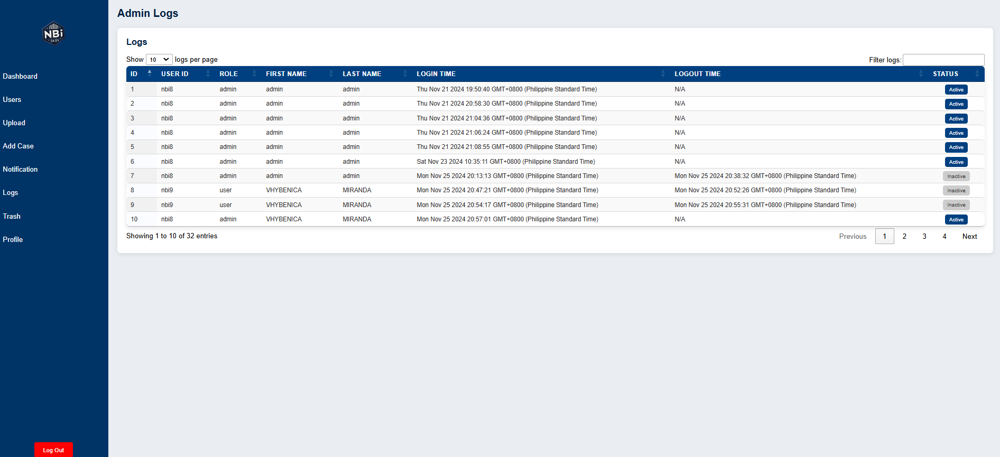 NBi
SKGV
Dashboard
Users
Upload
Add Case
Notification
Logs
Trash
Profile
Log Out
Admin Logs
Logs
Show 10 logs per page
Filter logs:
ID USER ID ROLE FIRST NAME LAST NAME LOGIN TIME LOGOUT TIME STATUS
1 nbi8 admin admin admin Thu Nov 21 2024 19:50:40 GMT+0800 (Philippine Standard Time) N/A Active
2 nbi8 admin admin admin Thu Nov 21 2024 20:58:30 GMT+0800 (Philippine Standard Time) N/A Active
3 nbi8 admin admin admin Thu Nov 21 2024 21:04:36 GMT+0800 (Philippine Standard Time) N/A Active
4 nbi8 admin admin admin Thu Nov 21 2024 21:06:24 GMT+0800 (Philippine Standard Time) N/A Active
5 nbi8 admin admin admin Thu Nov 21 2024 21:08:55 GMT+0800 (Philippine Standard Time) N/A Active
6 nbi8 admin admin admin Sat Nov 23 2024 10:35:11 GMT+0800 (Philippine Standard Time) N/A Active
7 nbi8 admin admin admin Mon Nov 25 2024 20:13:13 GMT+0800 (Philippine Standard Time) Mon Nov 25 2024 20:38:32 GMT+0800 (Philippine Standard Time) Inactive
8 nbi9 user VHYBENICA MIRANDA Mon Nov 25 2024 20:47:21 GMT+0800 (Philippine Standard Time) Mon Nov 25 2024 20:52:26 GMT+0800 (Philippine Standard Time) Inactive
9 nbi9 user VHYBENICA MIRANDA Mon Nov 25 2024 20:54:17 GMT+0800 (Philippine Standard Time) Mon Nov 25 2024 20:55:31 GMT+0800 (Philippine Standard Time) Inactive
10 nbi8 admin VHYBENICA MIRANDA Mon Nov 25 2024 20:57:01 GMT+0800 (Philippine Standard Time) N/A Active
Showing 1 to 10 of 32 entries
Previous 1 2 3 4 Next